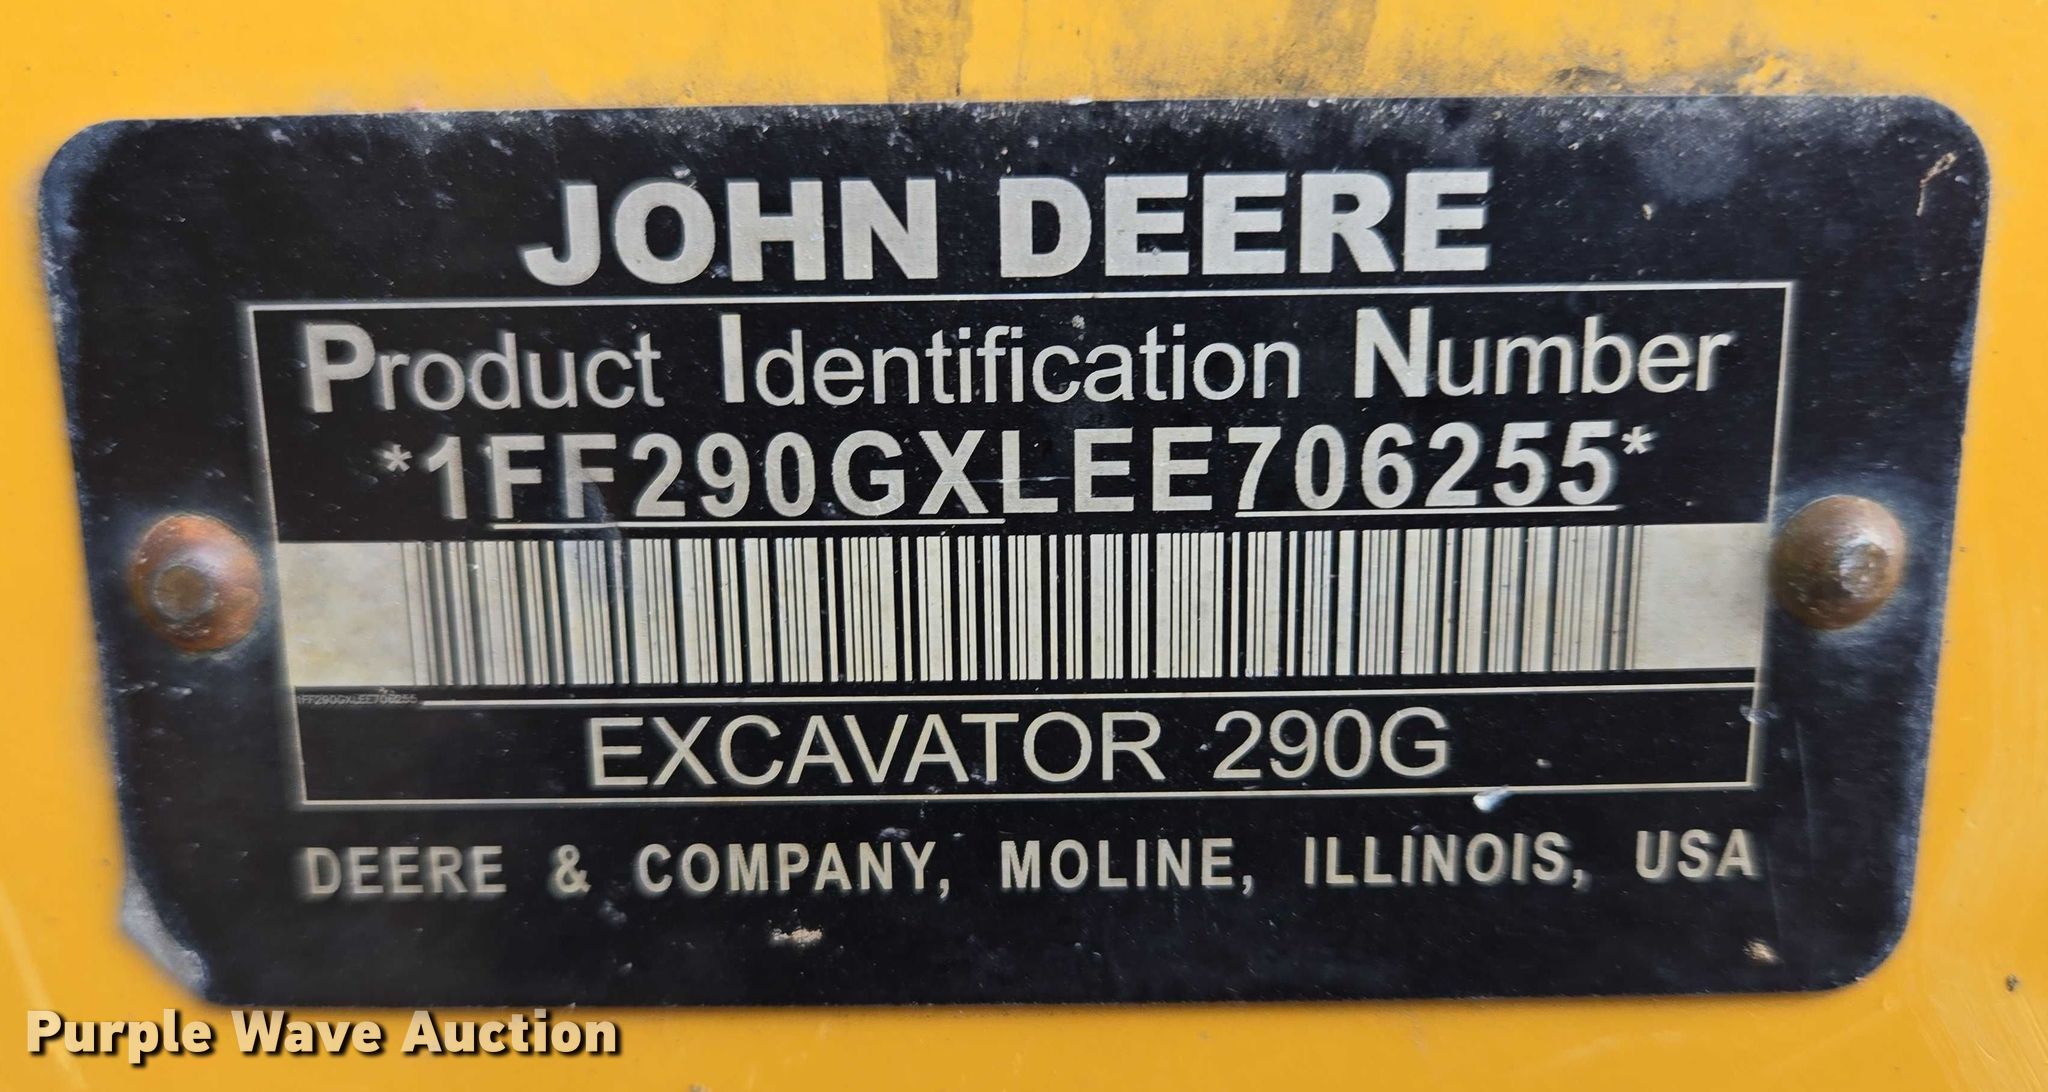 JOHN DEERE
Product Identification Number
*1FF290GXLEE706255*
1FF290GXLEE706255
EXCAVATOR 290G
DEERE & COMPANY, MOLINE, ILLINOIS, USA
Purple Wave Auction